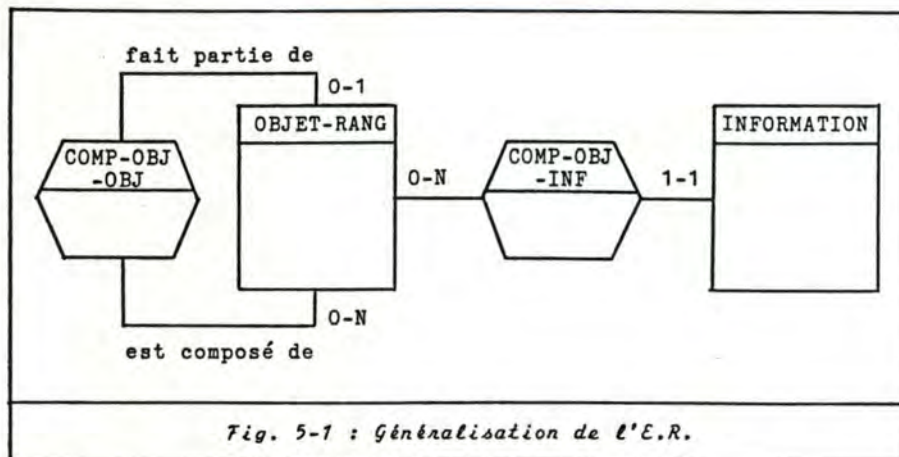 fait partie de
0-1
OBJET-RANG
INFORMATION
COMP-OBJ
-OBJ
COMP-OBJ
-INF
0-N
1-1
0-N
est composé de
Fig. 5-1 : Généralisation de l'E.R.